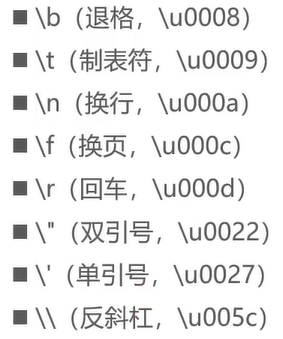 ■ \b（退格，\u0008）
■ \t（制表符，\u0009）
■ \n（换行，\u000a）
■ \f（换页，\u000c）
■ \r（回车，\u000d）
■ \"（双引号，\u0022）
■ \'（单引号，\u0027）
■ \\（反斜杠，\u005c）